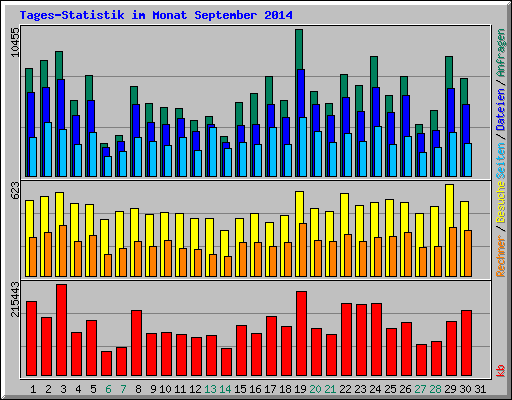 Tages-Statistik im Monat September 2014
10455
623
215443
Rechner / Besuche Seiten / Dateien / Anfragen
kb
1 2 3 4 5 6 7 8 9 10 11 12 13 14 15 16 17 18 19 20 21 22 23 24 25 26 27 28 29 30 31